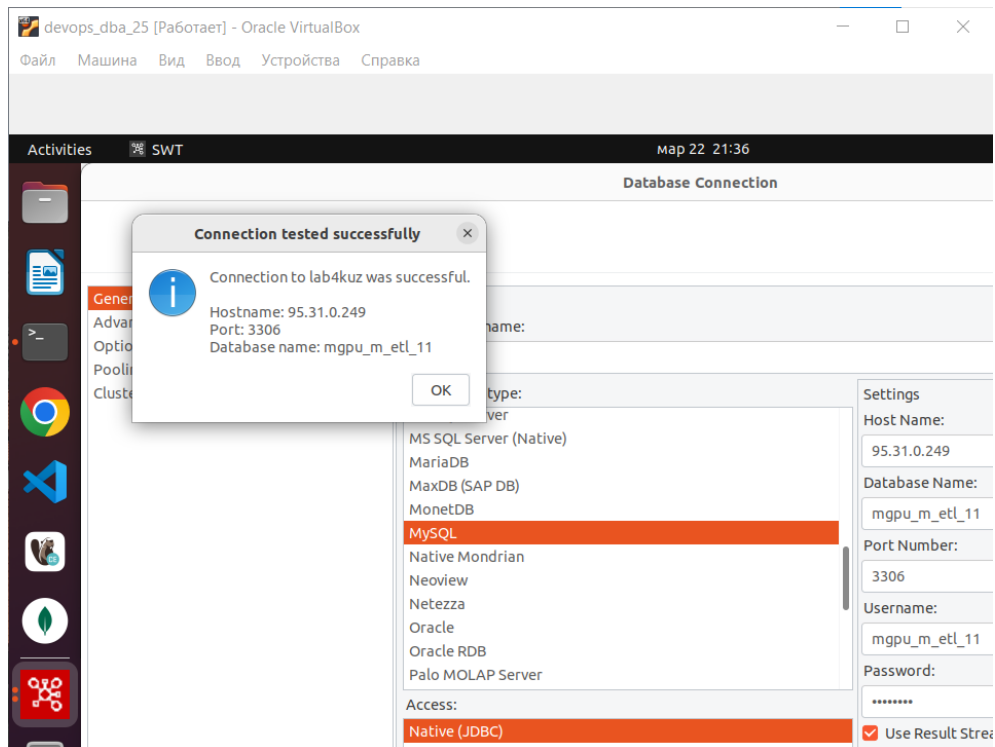 devops_dba_25 [Работает] - Oracle VirtualBox
Файл Машина Вид Ввод Устройства Справка
Activities SWT мар 22 21:36
Database Connection
Connection tested successfully
Connection to lab4kuz was successful.
Hostname: 95.31.0.249
Port: 3306
Database name: mgpu_m_etl_11
OK
Gener
Advan
Optio
Poolin
Cluste
name:
type:
ver
MS SQL Server (Native)
MariaDB
MaxDB (SAP DB)
MonetDB
MySQL
Native Mondrian
Neoview
Netezza
Oracle
Oracle RDB
Palo MOLAP Server
Access:
Native (JDBC)
Settings
Host Name:
95.31.0.249
Database Name:
mgpu_m_etl_11
Port Number:
3306
Username:
mgpu_m_etl_11
Password:
••••••••
Use Result Strea